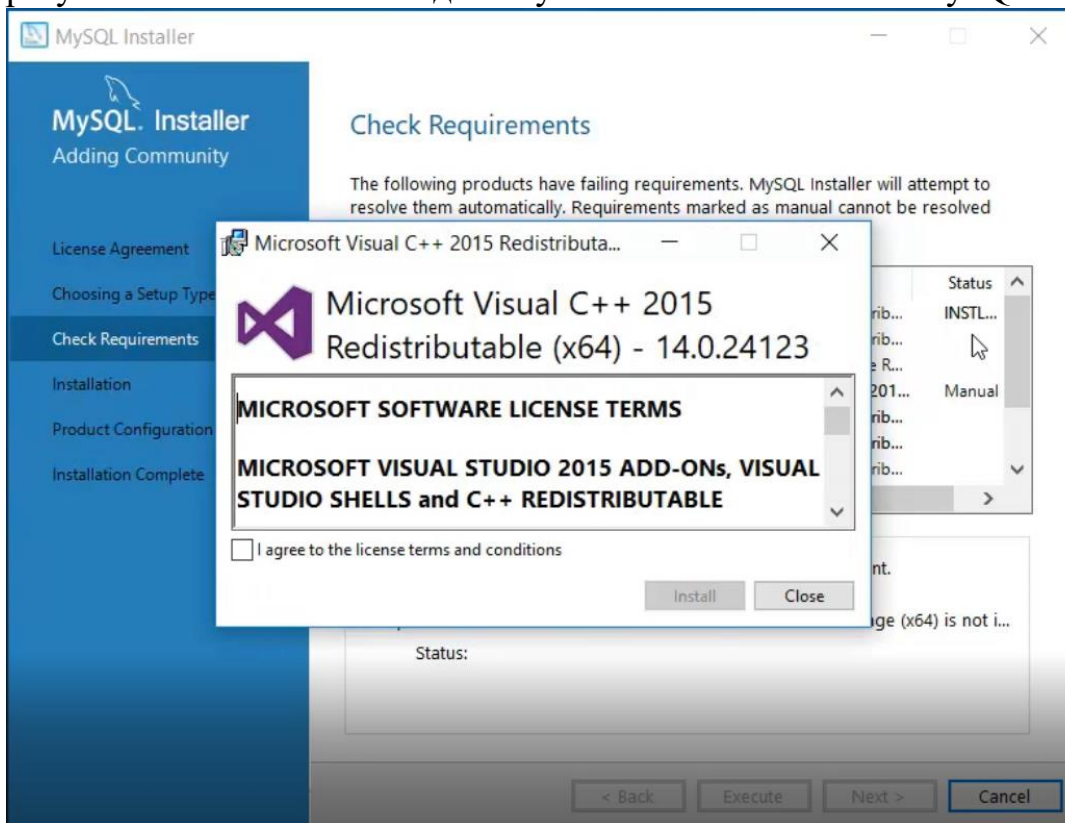 MySQL Installer
MySQL. Installer
Adding Community
License Agreement
Choosing a Setup Type
Check Requirements
Installation
Product Configuration
Installation Complete
Check Requirements
The following products have failing requirements. MySQL Installer will attempt to
resolve them automatically. Requirements marked as manual cannot be resolved
Status
INSTL...
201... Manual
Microsoft Visual C++ 2015 Redistributa...
Microsoft Visual C++ 2015
Redistributable (x64) - 14.0.24123
MICROSOFT SOFTWARE LICENSE TERMS
MICROSOFT VISUAL STUDIO 2015 ADD-ONs, VISUAL
STUDIO SHELLS and C++ REDISTRIBUTABLE
I agree to the license terms and conditions
Install Close
(x64) is not i...
Status:
< Back Execute Next > Cancel